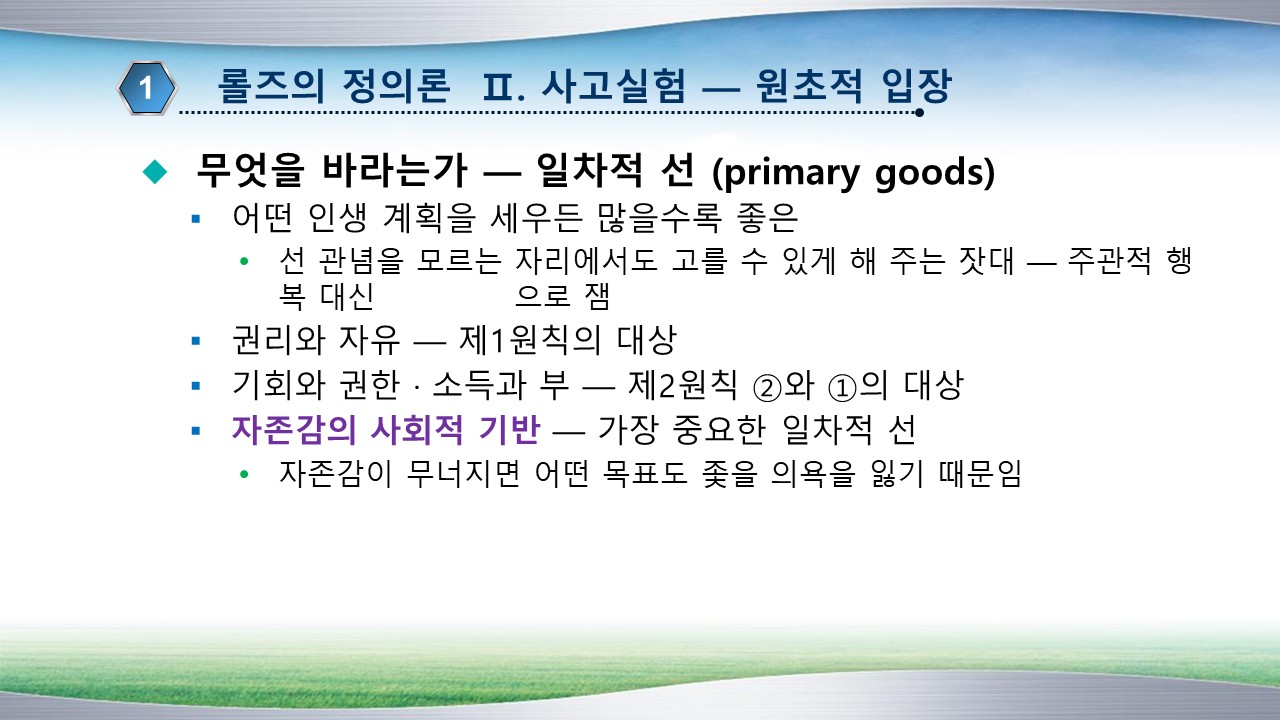 1
롤즈의 정의론 Ⅱ. 사고실험 — 원초적 입장
◆ 무엇을 바라는가 — 일차적 선 (primary goods)
▪ 어떤 인생 계획을 세우든 많을수록 좋은
• 선 관념을 모르는 자리에서도 고를 수 있게 해 주는 잣대 — 주관적 행
복 대신 으로 잼
▪ 권리와 자유 — 제1원칙의 대상
▪ 기회와 권한 · 소득과 부 — 제2원칙 ②와 ①의 대상
▪ 자존감의 사회적 기반 — 가장 중요한 일차적 선
• 자존감이 무너지면 어떤 목표도 좇을 의욕을 잃기 때문임